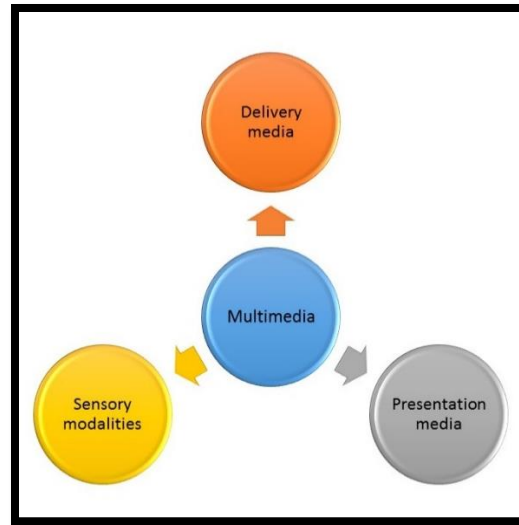 Delivery
media
Multimedia
Sensory
modalities
Presentation
media